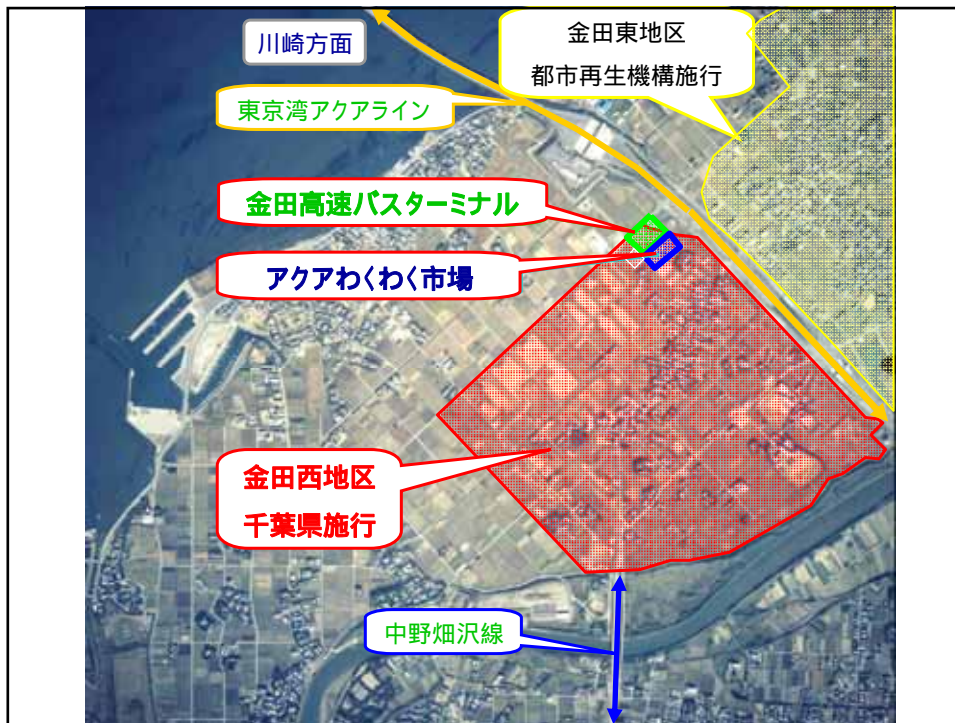 川崎方面
金田東地区
都市再生機構施行
東京湾アクアライン
金田高速バスターミナル
アクアわくわく市場
金田西地区
千葉県施行
中野畑沢線